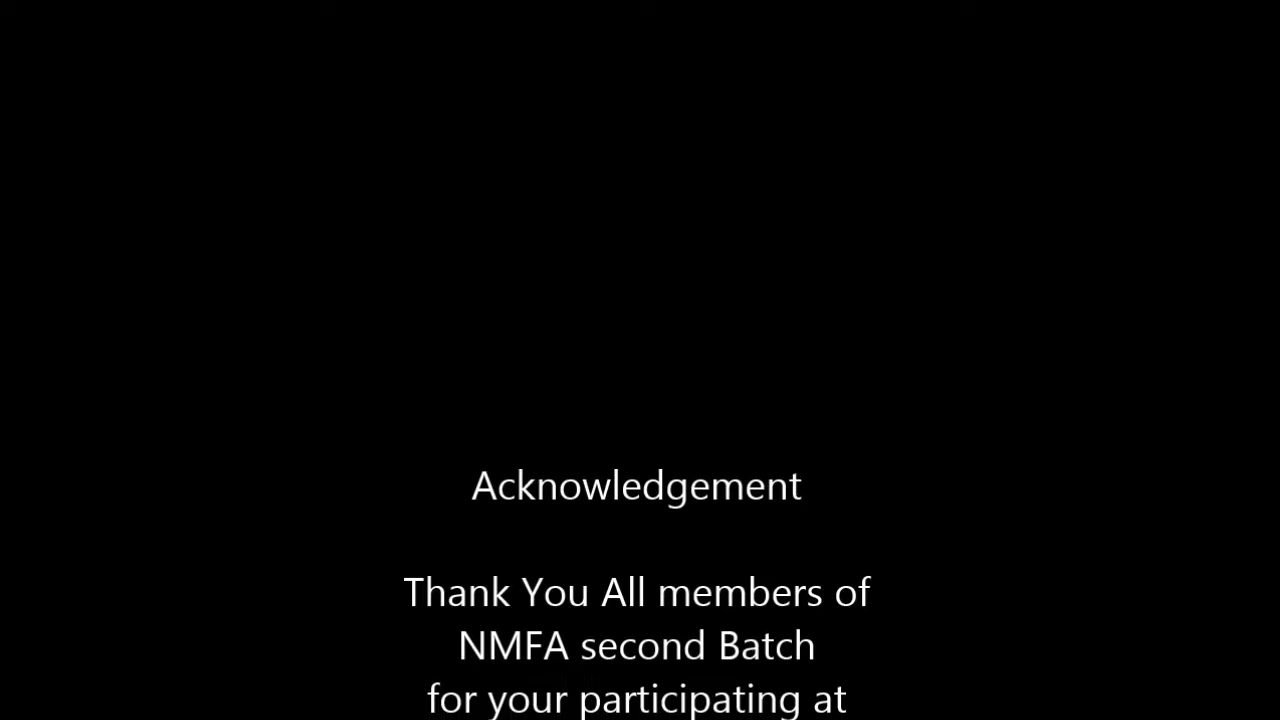 Acknowledgement
Thank You All members of
NMFA second Batch
for your participating at